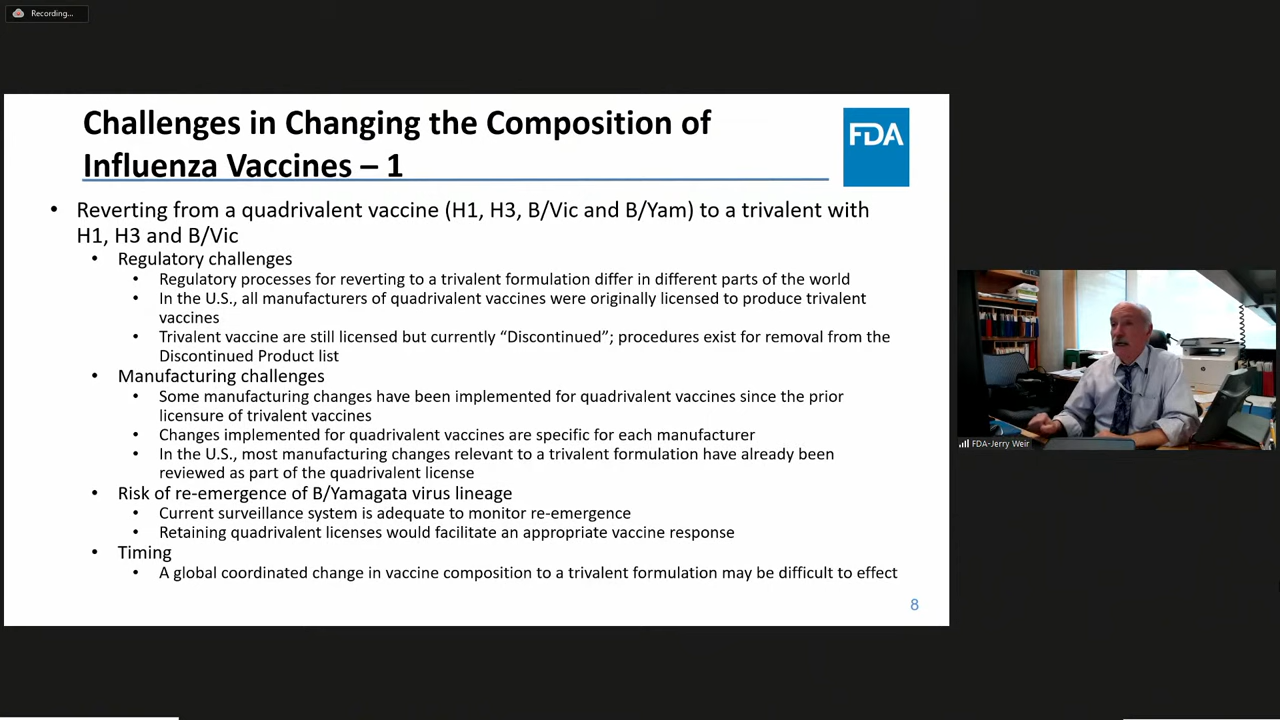 Recording...
Challenges in Changing the Composition of
Influenza Vaccines – 1
FDA
• Reverting from a quadrivalent vaccine (H1, H3, B/Vic and B/Yam) to a trivalent with
H1, H3 and B/Vic
• Regulatory challenges
• Regulatory processes for reverting to a trivalent formulation differ in different parts of the world
• In the U.S., all manufacturers of quadrivalent vaccines were originally licensed to produce trivalent
vaccines
• Trivalent vaccine are still licensed but currently “Discontinued”; procedures exist for removal from the
Discontinued Product list
• Manufacturing challenges
• Some manufacturing changes have been implemented for quadrivalent vaccines since the prior
licensure of trivalent vaccines
• Changes implemented for quadrivalent vaccines are specific for each manufacturer
• In the U.S., most manufacturing changes relevant to a trivalent formulation have already been
reviewed as part of the quadrivalent license
• Risk of re-emergence of B/Yamagata virus lineage
• Current surveillance system is adequate to monitor re-emergence
• Retaining quadrivalent licenses would facilitate an appropriate vaccine response
• Timing
• A global coordinated change in vaccine composition to a trivalent formulation may be difficult to effect
8
FDA-Jerry Weir